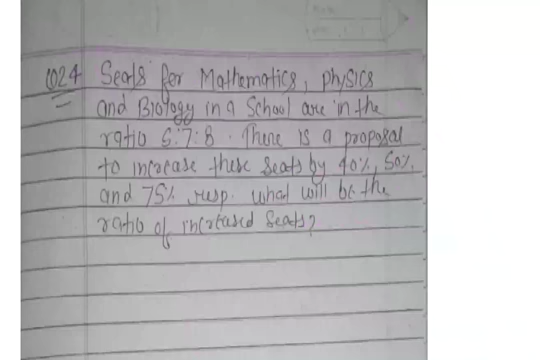 Q24 Seats for Mathematics, Physics
and Biology in a School are in the
ratio 5:7:8. There is a proposal
to increase these seats by 40%, 50%
and 75% resp. what will be the
ratio of increased seats?